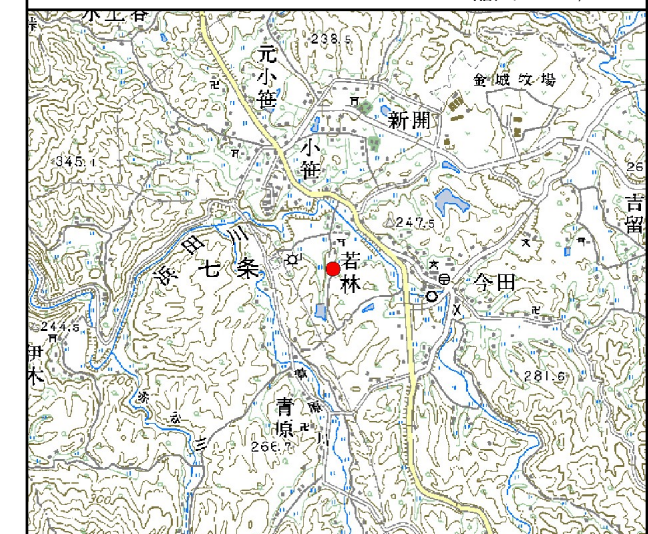 元小笹
238.5
金城牧場
新開
小笹
345.1
26
吉留
247.5
浜田川
七条
若林
今田
244.5
伊木
281.6
青原
266.7